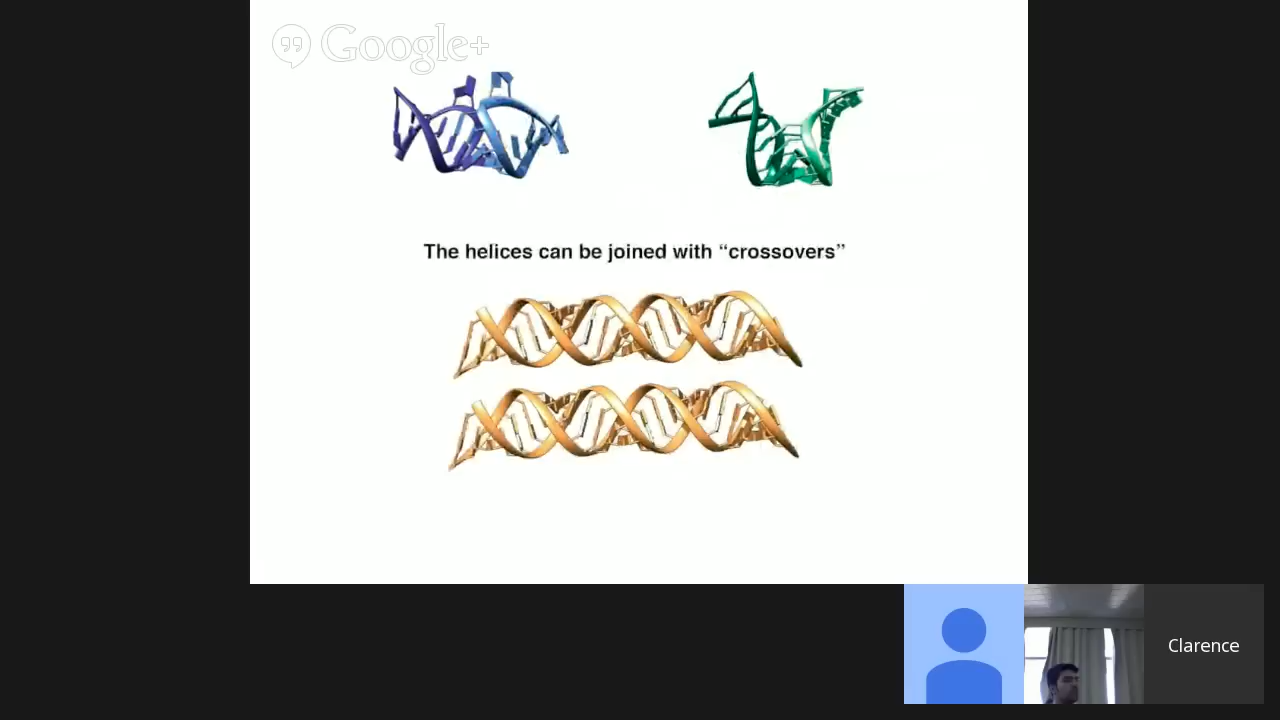 Google+
The helices can be joined with “crossovers”
Clarence